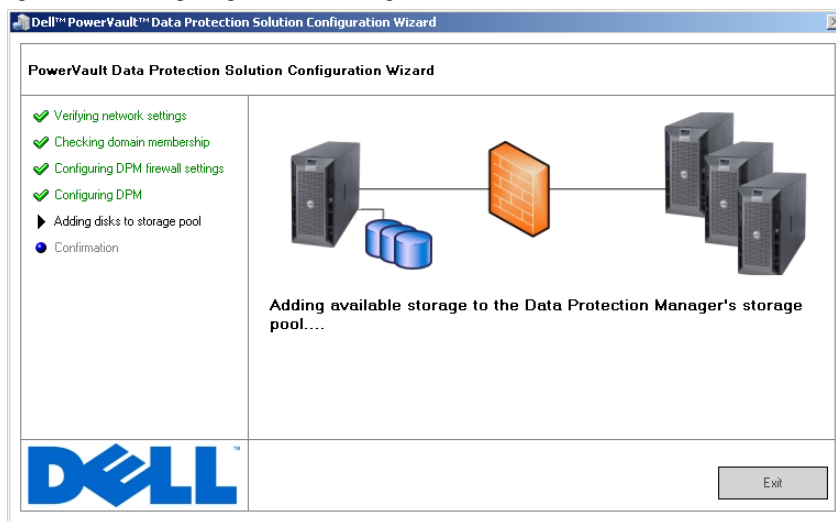 Dell™ PowerVault™ Data Protection Solution Configuration Wizard
PowerVault Data Protection Solution Configuration Wizard
Verifying network settings
Checking domain membership
Configuring DPM firewall settings
Configuring DPM
Adding disks to storage pool
Confirmation
Adding available storage to the Data Protection Manager's storage
pool....
DELL™
Exit